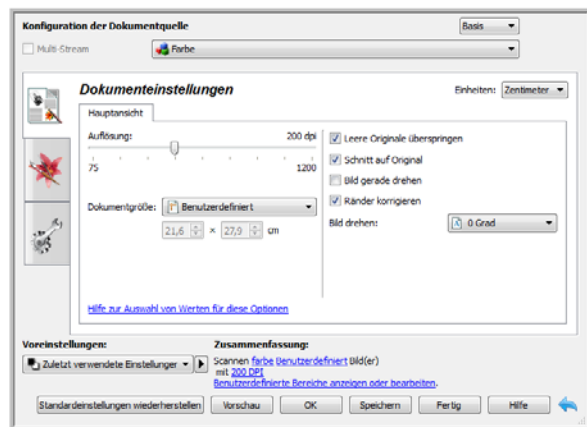 Konfiguration der Dokumentquelle
Basis
Multi-Stream
Farbe
Dokumenteinstellungen
Einheiten: Zentimeter
Hauptansicht
Auflösung: 200 dpi
75 1200
Dokumentgröße: Benutzerdefiniert
21,6 × 27,9 cm
Leere Originale überspringen
Schnitt auf Original
Bild gerade drehen
Ränder korrigieren
Bild drehen: 0 Grad
Hilfe zur Auswahl von Werten für diese Optionen
Voreinstellungen:
Zuletzt verwendete Einstellungen
Zusammenfassung:
Scannen farbe Benutzerdefiniert Bild(er)
mit 200 DPI
Benutzerdefinierte Bereiche anzeigen oder bearbeiten.
Standardeinstellungen wiederherstellen Vorschau OK Speichern Fertig Hilfe